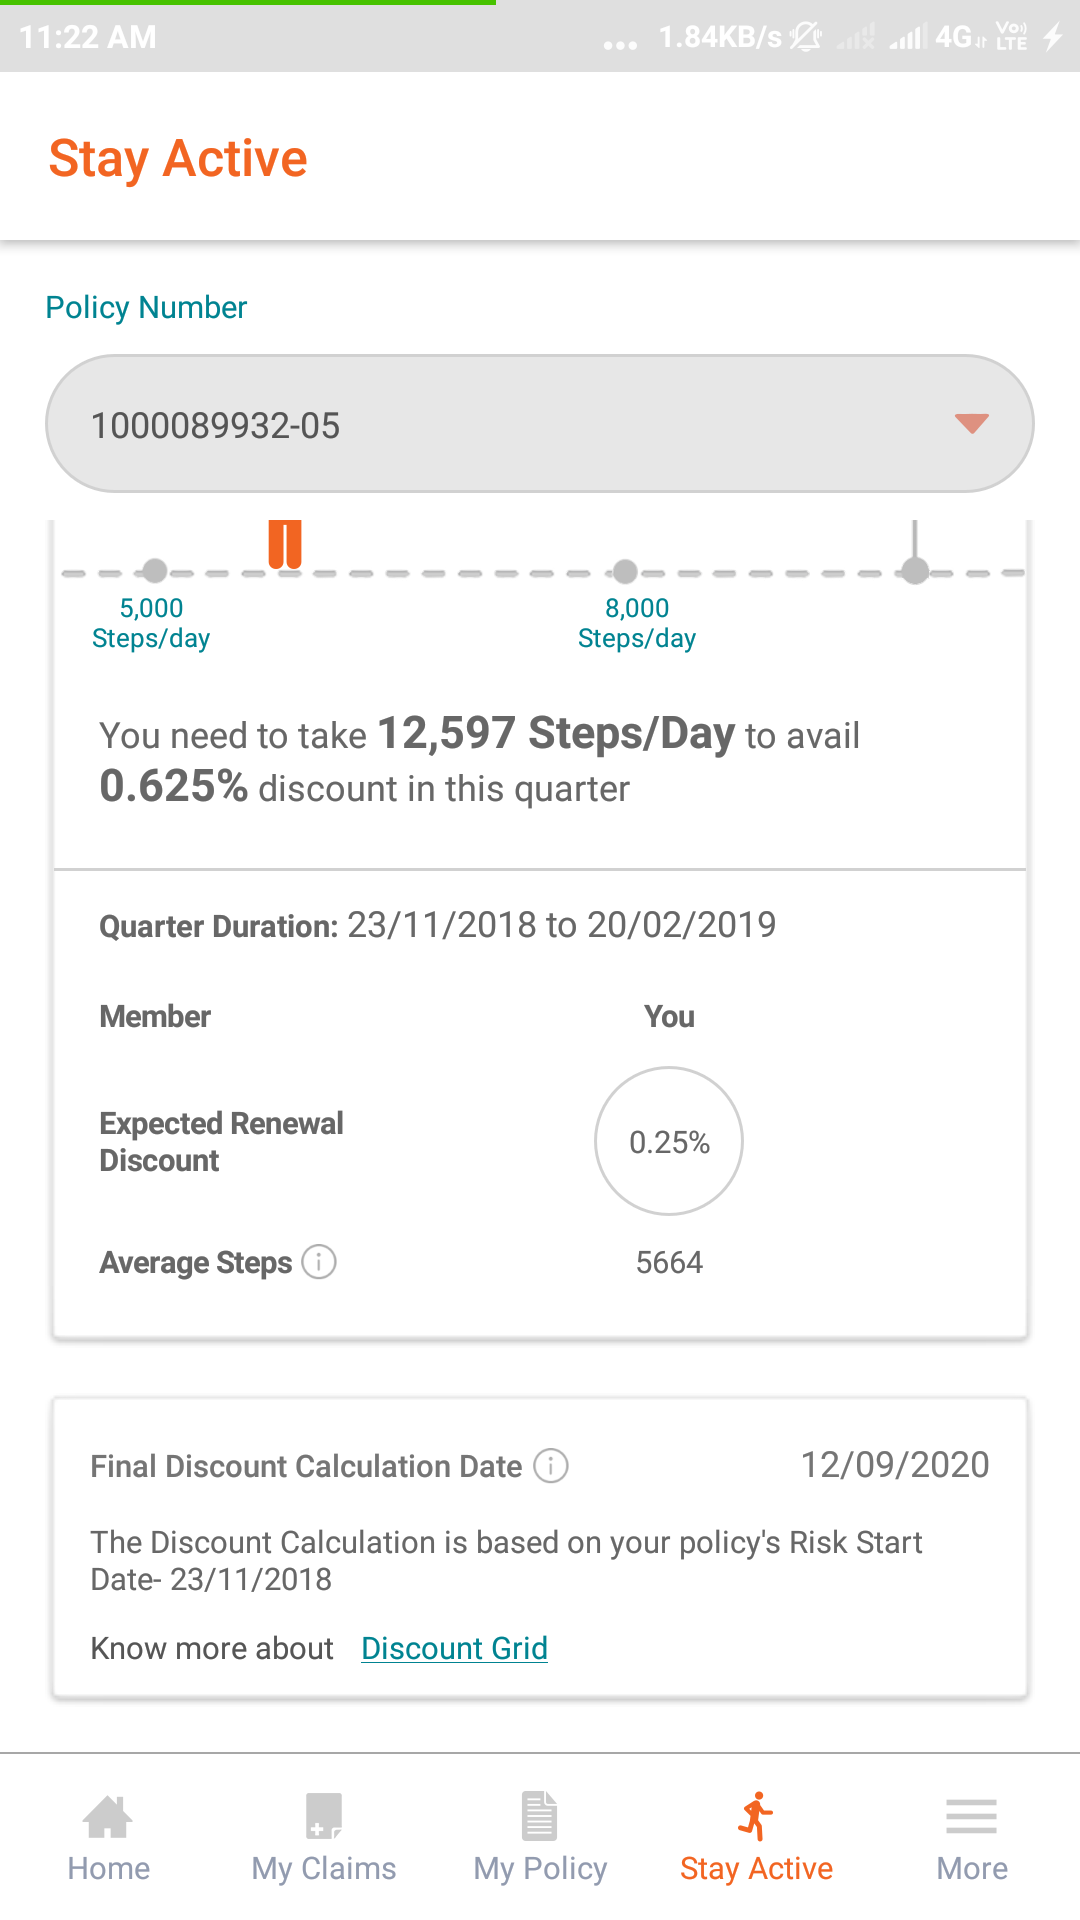 11:22 AM
... 1.84KB/s 4G VoLTE
Stay Active
Policy Number
1000089932-05
5,000 Steps/day
8,000 Steps/day
You need to take 12,597 Steps/Day to avail
0.625% discount in this quarter
Quarter Duration: 23/11/2018 to 20/02/2019
Member You
Expected Renewal
Discount
0.25%
Average Steps 5664
Final Discount Calculation Date 12/09/2020
The Discount Calculation is based on your policy's Risk Start
Date- 23/11/2018
Know more about Discount Grid
Home My Claims My Policy Stay Active More